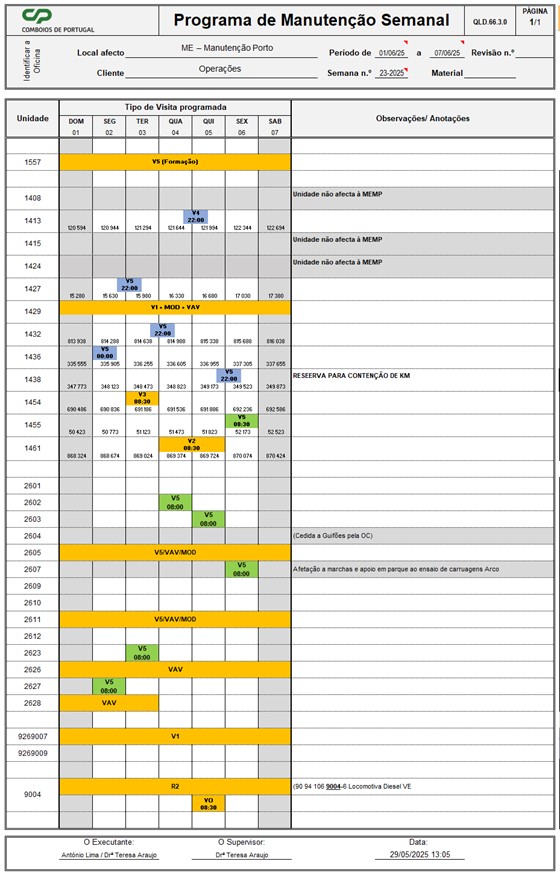 CP
COMBOIOS DE PORTUGAL
Programa de Manutenção Semanal
QLD.66.3.0
PÁGINA
1/1
Identificar a Oficina
Local afecto ME – Manutenção Porto Período de 01/06/25 a 07/06/25 Revisão n.º
Cliente Operações Semana n.º 23-2025 Material
Unidade Tipo de Visita programada Observações/ Anotações
DOM SEG TER QUA QUI SEX SAB
01 02 03 04 05 06 07
1557 V5 (Formação)
1408 Unidade não afecta à MEMP
1413 V4 22:00
120 594 120 944 121 294 121 644 121 994 122 344 122 694
1415 Unidade não afecta à MEMP
1424 Unidade não afecta à MEMP
1427 V5 22:00
15 280 15 630 15 980 16 330 16 680 17 030 17 380
1429 V1 + MOD + VAV
1432 V5 22:00
813 938 814 288 814 638 814 988 815 338 815 688 816 038
1436 V5 00:00
335 555 335 905 336 255 336 605 336 955 337 305 337 655
1438 V5 22:00 RESEERVA PARA CONTENÇÃO DE KM
347 773 348 123 348 473 348 823 349 173 349 523 349 873
1454 V3 08:30
690 486 690 836 691 186 691 536 691 886 692 236 692 586
1455 V5 08:30
50 423 50 773 51 123 51 473 51 823 52 173 52 523
1461 V2 08:30
868 324 868 674 869 024 869 374 869 724 870 074 870 424
2601
2602 V5 08:00
2603 V5 08:00
2604 (Cedida a Guifões pela OC)
2605 V5/VAV/MOD
2607 V5 08:00 Afetação a marchas e apoio em parque ao ensaio de carruagens Arco
2609
2610
2611 V5/VAV/MOD
2612
2623 V5 08:00
2626 VAV
2627 V5 08:00
2628 VAV
9269007 V1
9269009
9004 R2 (90 94 106 9004-6 Locomotiva Diesel VE
VO 08:30
O Executante: O Supervisor: Data:
António Lima / Drª Teresa Araujo Drª Teresa Araujo 29/05/2025 13:05